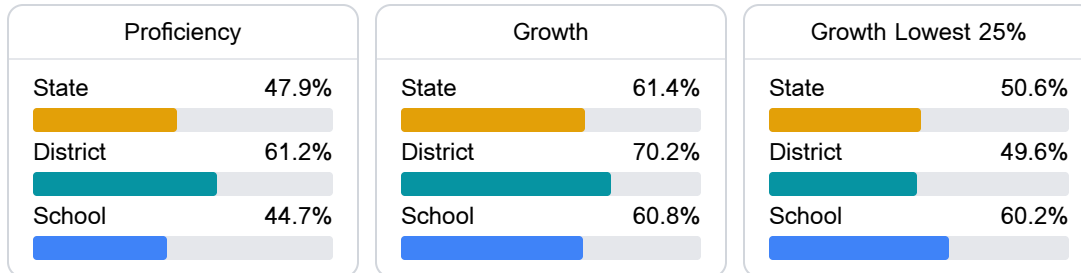 Proficiency
State 47.9%
District 61.2%
School 44.7%
Growth
State 61.4%
District 70.2%
School 60.8%
Growth Lowest 25%
State 50.6%
District 49.6%
School 60.2%